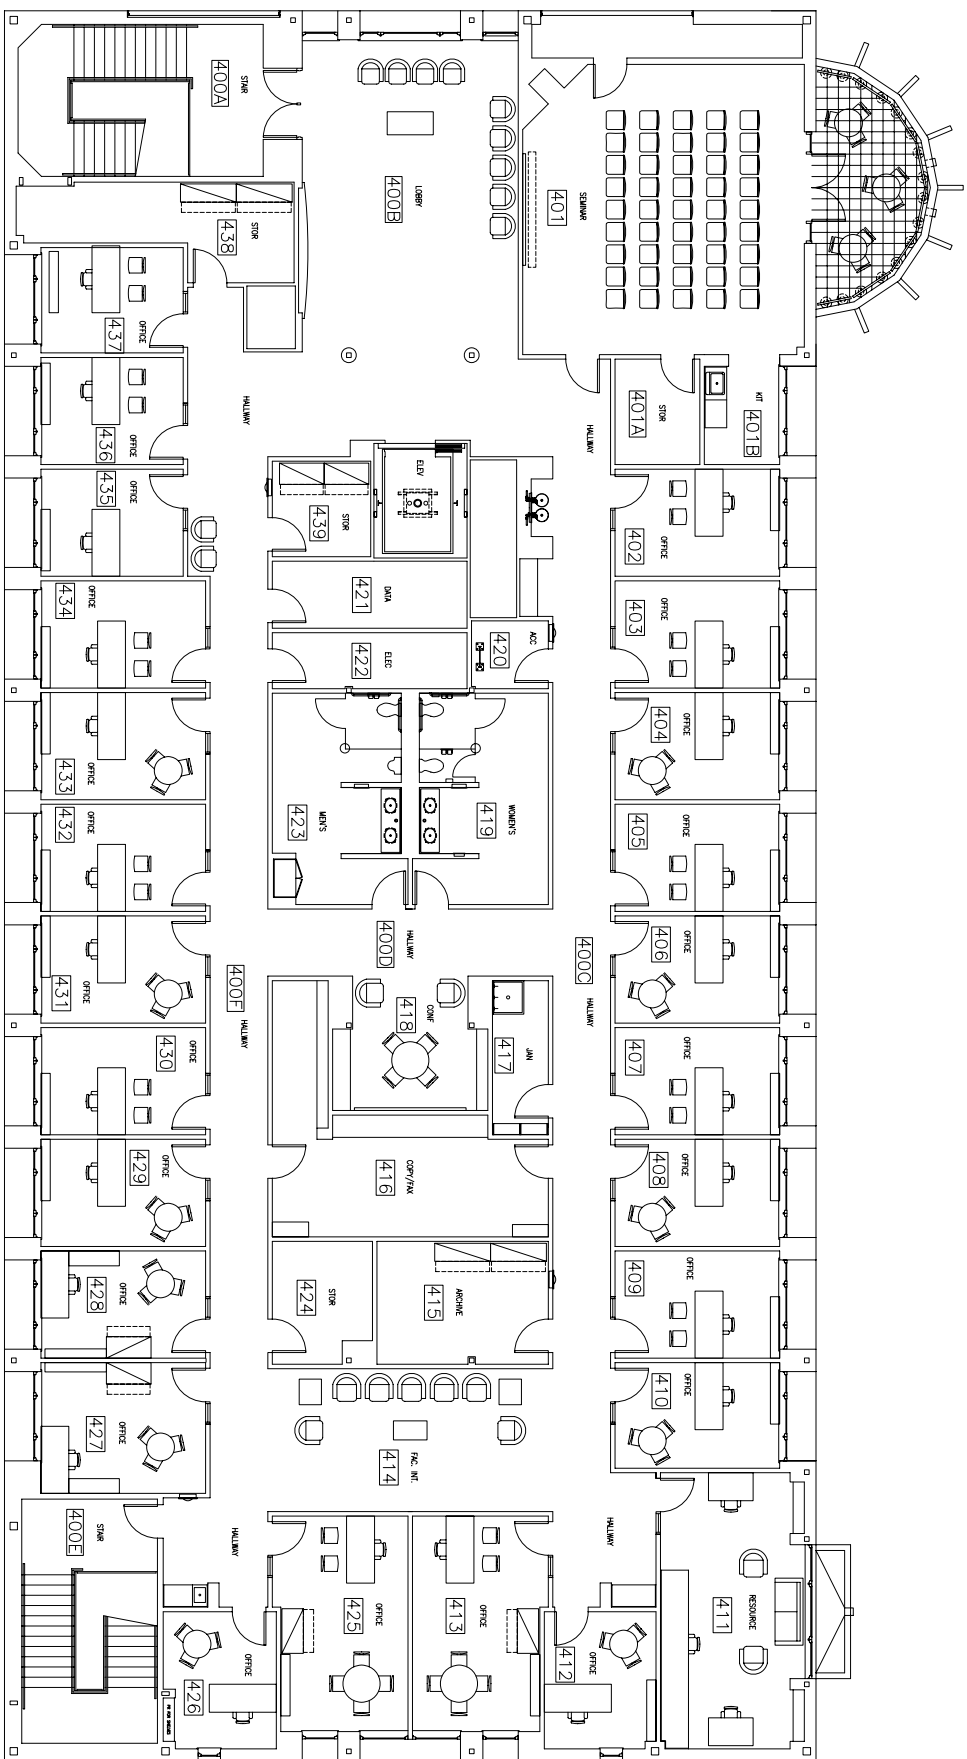 KIT
401B
RESOURCE
411
OFFICE
409
STOR
401A
OFFICE
402
OFFICE
403
OFFICE
404
OFFICE
405
OFFICE
406
OFFICE
407
OFFICE
408
OFFICE
410
SEMINAR
401
HALLWAY
HALLWAY
400C
HALLWAY
OFFICE
412
ACC
420
WOMEN'S
419
JAN
417
ARCHIVE
415
OFFICE
413
LOBBY
400B
ELEV
HALLWAY
400D
CONF
418
COPY/FAX
416
FAC. INT.
414
DATA
421
ELEC
422
OFFICE
425
STOR
439
MEN'S
423
STOR
424
STAIR
400A
STOR
438
HALLWAY
HALLWAY
400F
HALLWAY
OFFICE
426
OFFICE
437
OFFICE
436
OFFICE
435
OFFICE
434
OFFICE
433
OFFICE
432
OFFICE
431
OFFICE
430
OFFICE
429
OFFICE
428
OFFICE
427
STAIR
400E